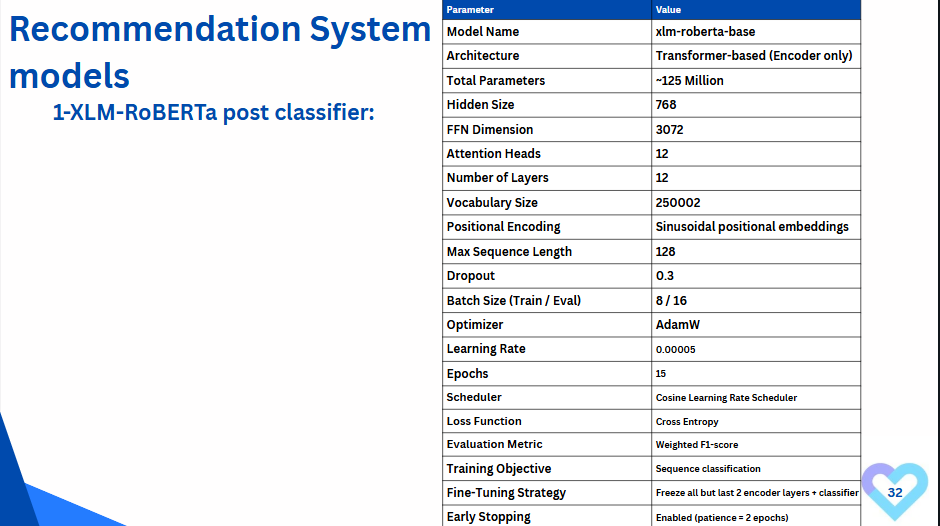 Recommendation System
models
1-XLM-RoBERTa post classifier:
Parameter Value
Model Name xlm-roberta-base
Architecture Transformer-based (Encoder only)
Total Parameters ~125 Million
Hidden Size 768
FFN Dimension 3072
Attention Heads 12
Number of Layers 12
Vocabulary Size 250002
Positional Encoding Sinusoidal positional embeddings
Max Sequence Length 128
Dropout 0.3
Batch Size (Train / Eval) 8 / 16
Optimizer AdamW
Learning Rate 0.00005
Epochs 15
Scheduler Cosine Learning Rate Scheduler
Loss Function Cross Entropy
Evaluation Metric Weighted F1-score
Training Objective Sequence classification
Fine-Tuning Strategy Freeze all but last 2 encoder layers + classifier
Early Stopping Enabled (patience = 2 epochs)
32